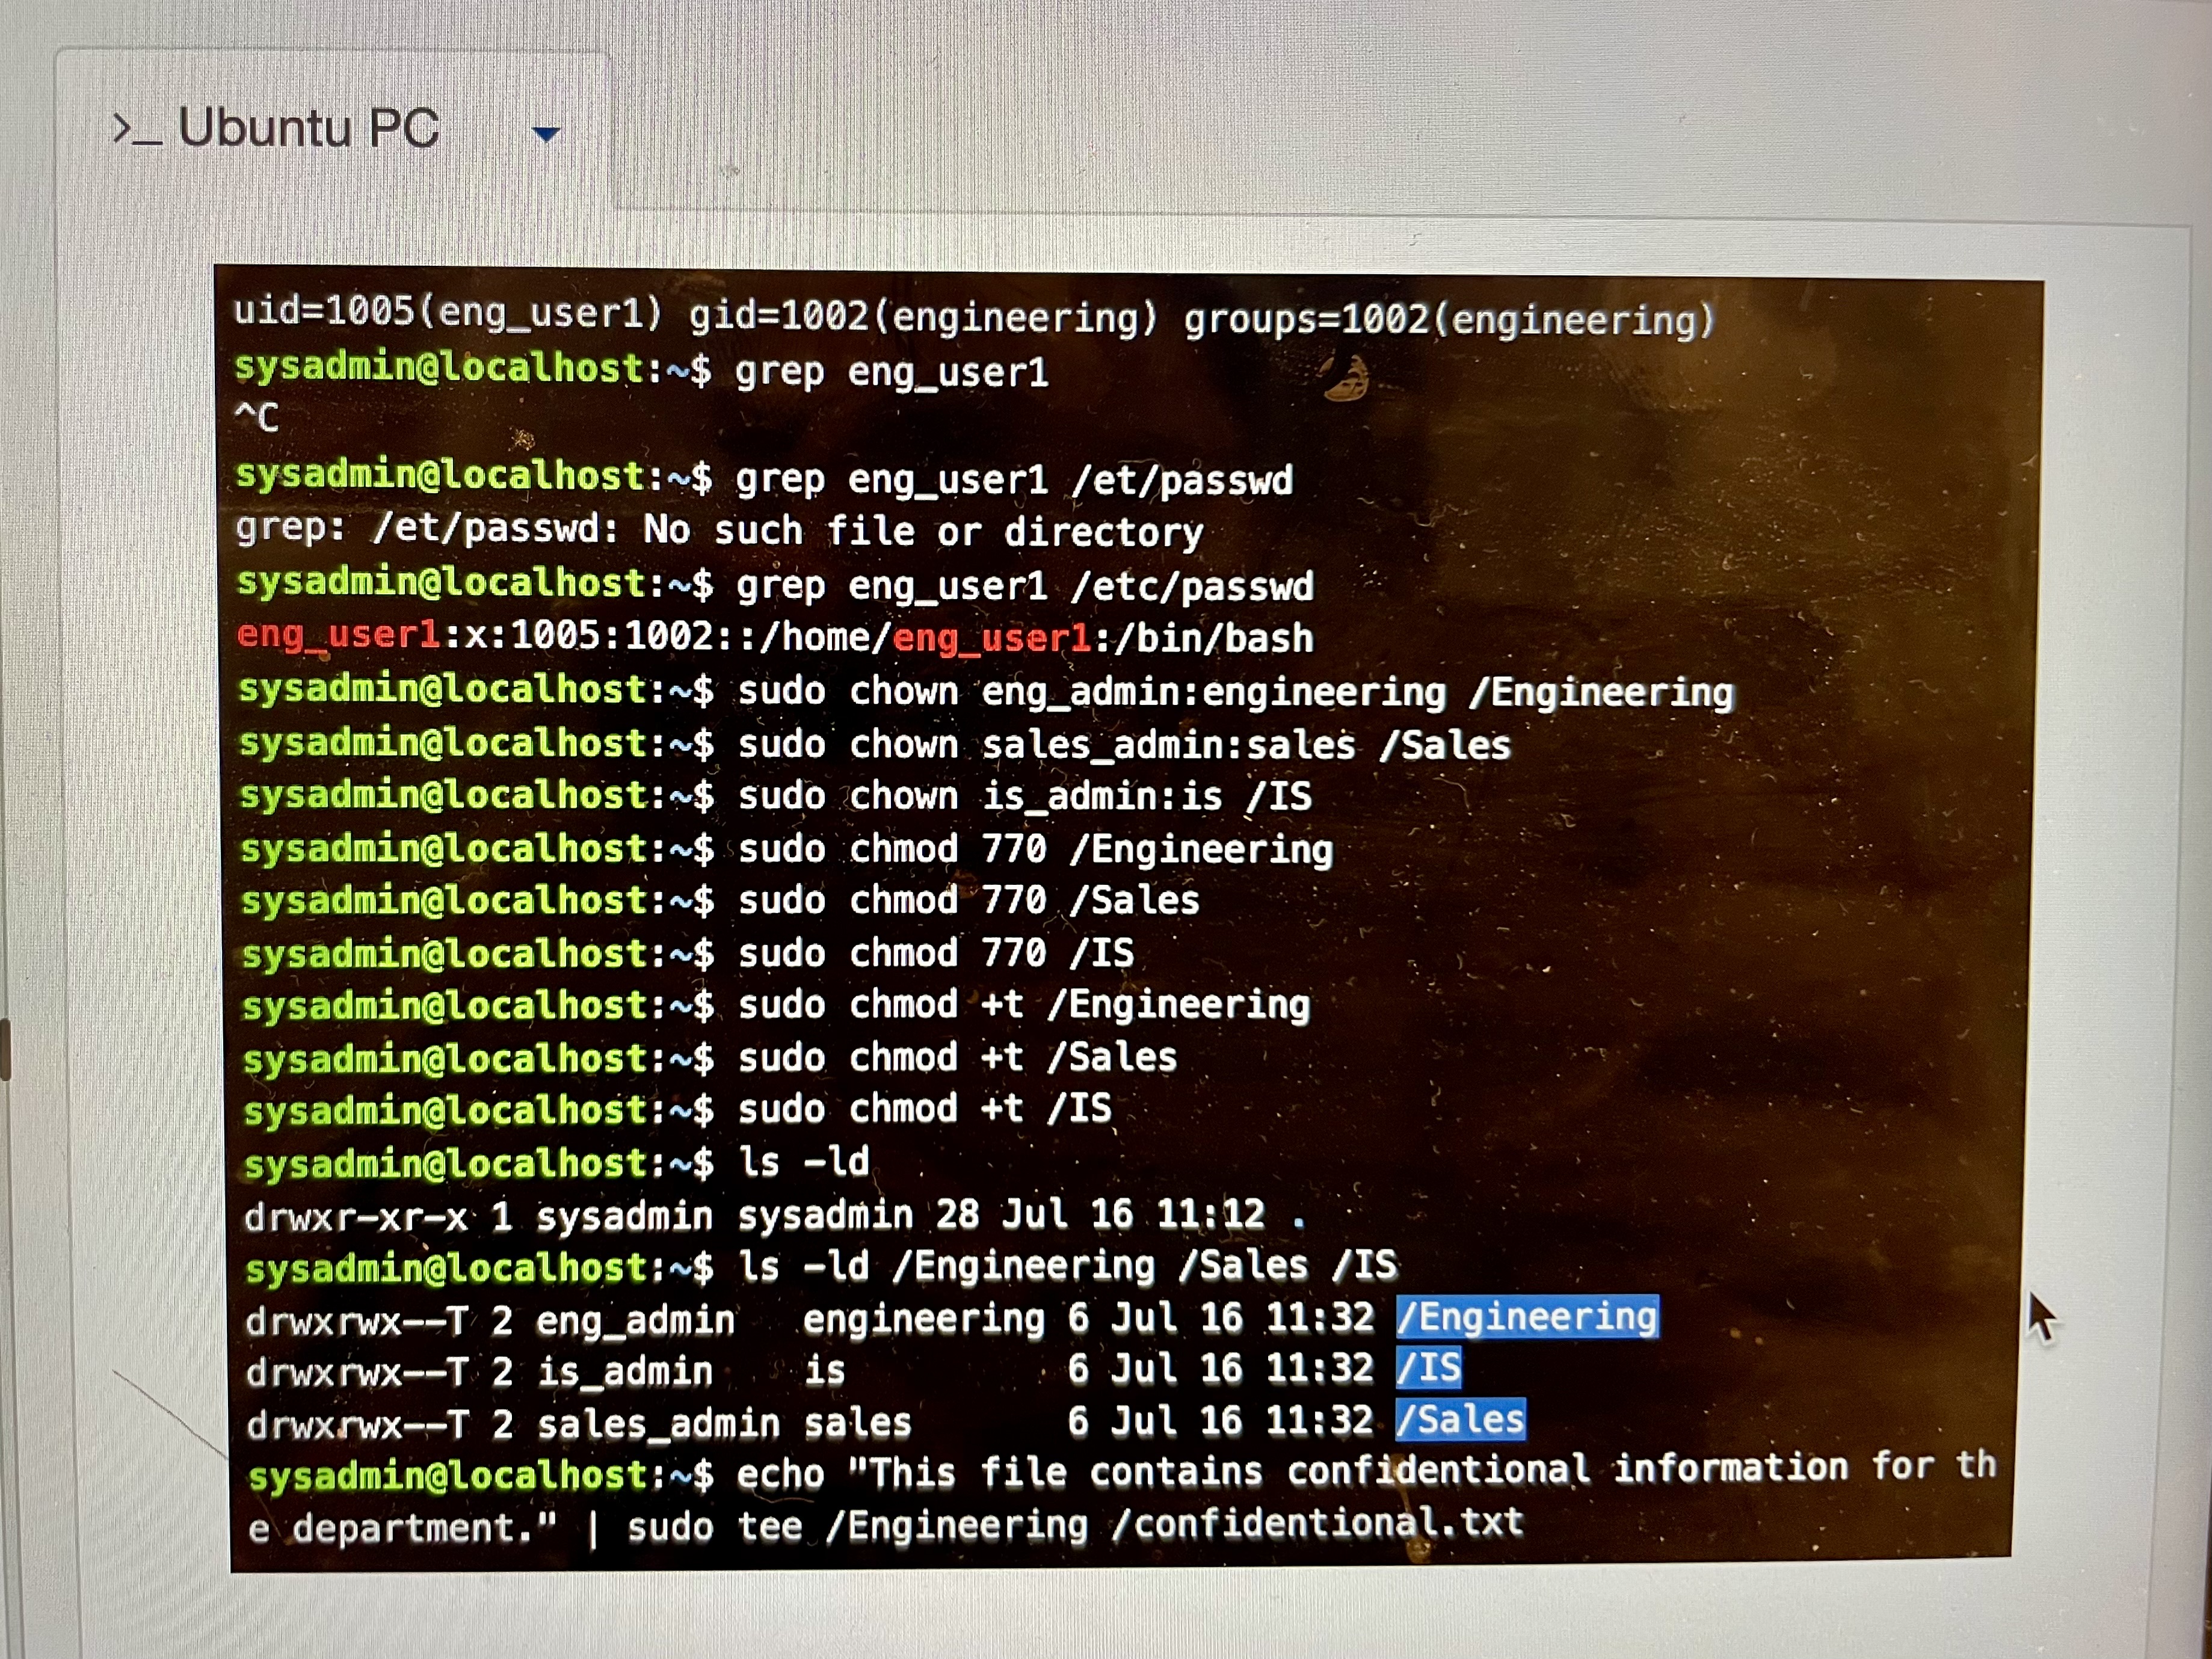 >_ Ubuntu PC
uid=1005(eng_user1) gid=1002(engineering) groups=1002(engineering)
sysadmin@localhost:~$ grep eng_user1
^C
sysadmin@localhost:~$ grep eng_user1 /et/passwd
grep: /et/passwd: No such file or directory
sysadmin@localhost:~$ grep eng_user1 /etc/passwd
eng_user1:x:1005:1002::/home/eng_user1:/bin/bash
sysadmin@localhost:~$ sudo chown eng_admin:engineering /Engineering
sysadmin@localhost:~$ sudo chown sales_admin:sales /Sales
sysadmin@localhost:~$ sudo chown is_admin:is /IS
sysadmin@localhost:~$ sudo chmod 770 /Engineering
sysadmin@localhost:~$ sudo chmod 770 /Sales
sysadmin@localhost:~$ sudo chmod 770 /IS
sysadmin@localhost:~$ sudo chmod +t /Engineering
sysadmin@localhost:~$ sudo chmod +t /Sales
sysadmin@localhost:~$ sudo chmod +t /IS
sysadmin@localhost:~$ ls -ld
drwxr-xr-x 1 sysadmin sysadmin 28 Jul 16 11:12 .
sysadmin@localhost:~$ ls -ld /Engineering /Sales /IS
drwxrwx--T 2 eng_admin   engineering 6 Jul 16 11:32 /Engineering
drwxrwx--T 2 is_admin    is          6 Jul 16 11:32 /IS
drwxrwx--T 2 sales_admin sales       6 Jul 16 11:32 /Sales
sysadmin@localhost:~$ echo "This file contains confidentional information for th
e department." | sudo tee /Engineering /confidentional.txt